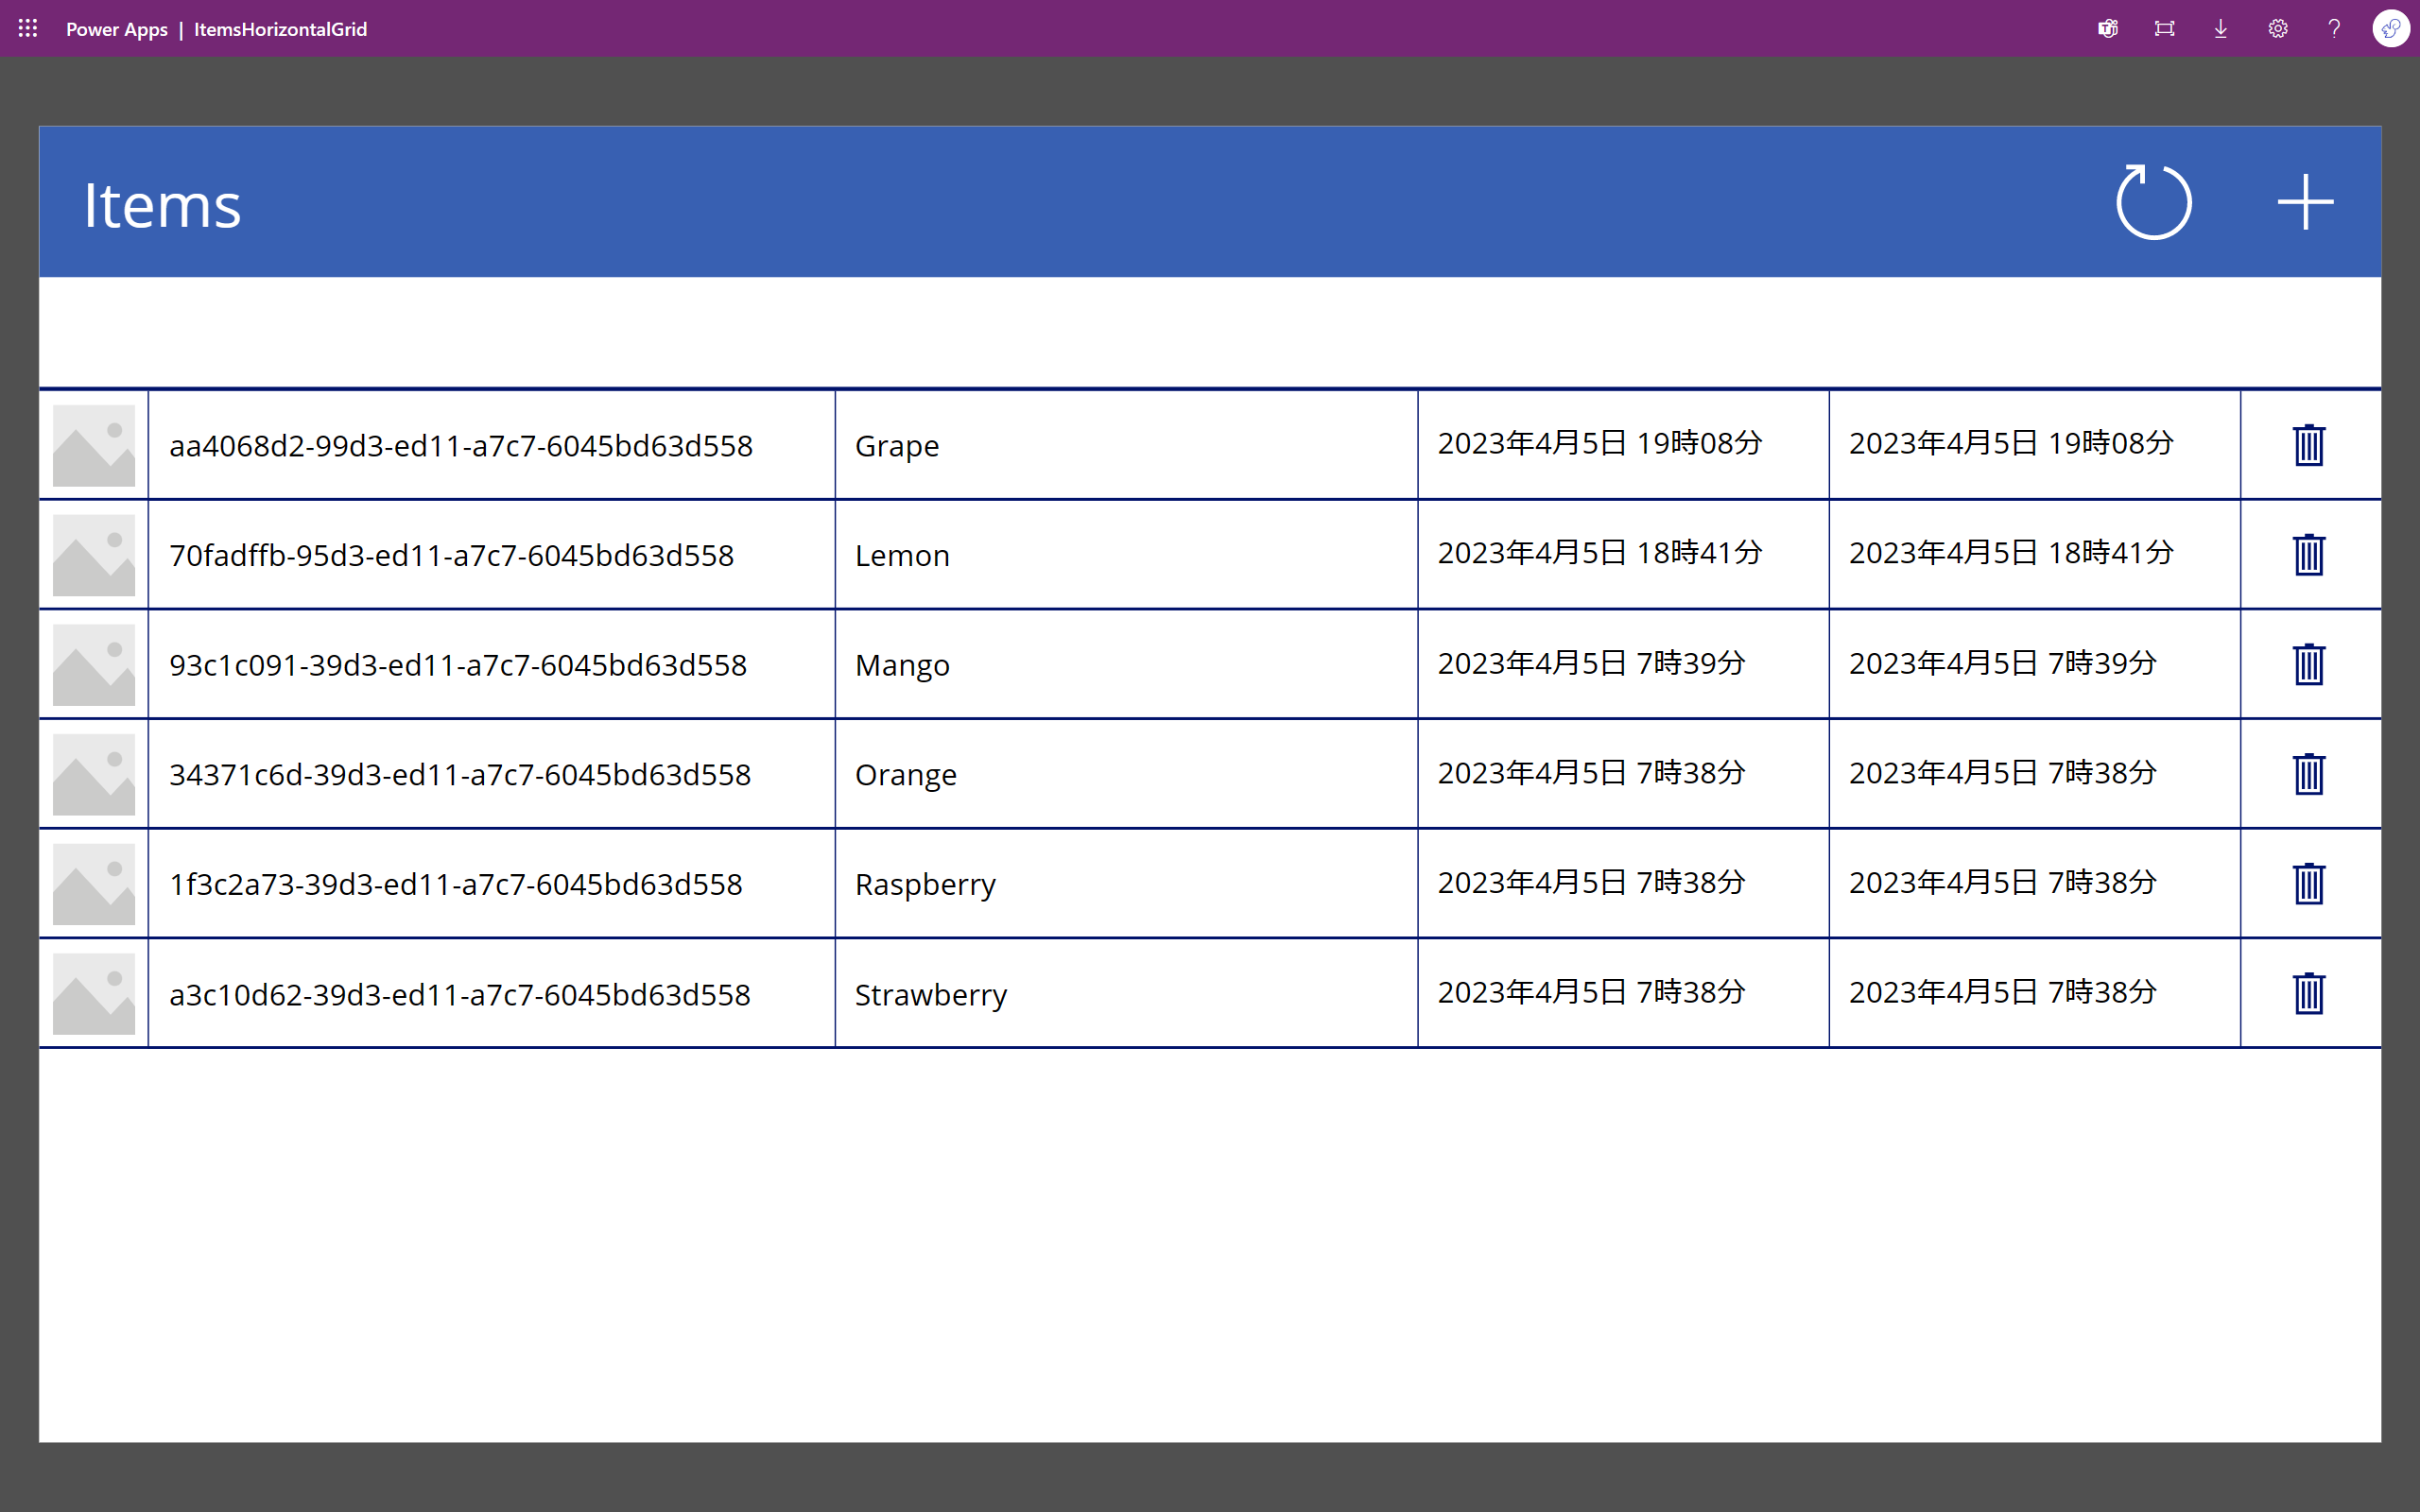 Power Apps | ItemsHorizontalGrid
Items
aa4068d2-99d3-ed11-a7c7-6045bd63d558 Grape 2023年4月5日 19時08分 2023年4月5日 19時08分
70fadffb-95d3-ed11-a7c7-6045bd63d558 Lemon 2023年4月5日 18時41分 2023年4月5日 18時41分
93c1c091-39d3-ed11-a7c7-6045bd63d558 Mango 2023年4月5日 7時39分 2023年4月5日 7時39分
34371c6d-39d3-ed11-a7c7-6045bd63d558 Orange 2023年4月5日 7時38分 2023年4月5日 7時38分
1f3c2a73-39d3-ed11-a7c7-6045bd63d558 Raspberry 2023年4月5日 7時38分 2023年4月5日 7時38分
a3c10d62-39d3-ed11-a7c7-6045bd63d558 Strawberry 2023年4月5日 7時38分 2023年4月5日 7時38分